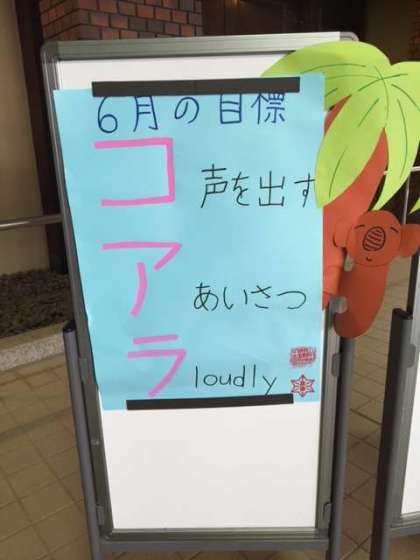 6月の目標
コ 声を出す
ア あいさつ
ラ loudly